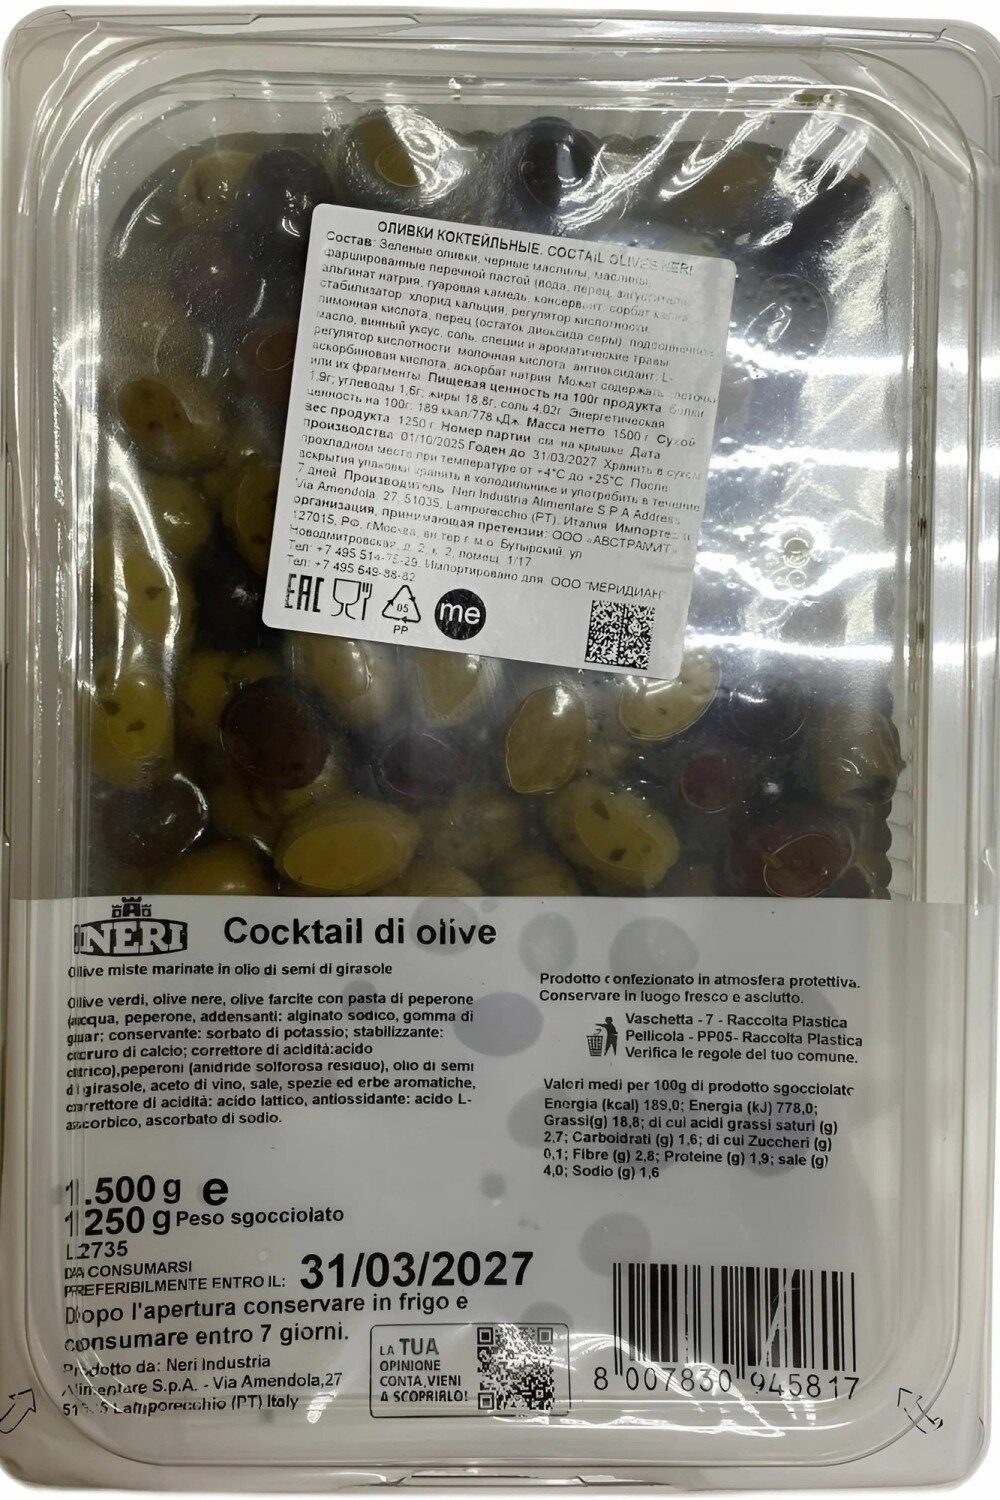 ОЛИВКИ КОКТЕЙЛЬНЫЕ. COCTAIL OLIVES NERI
Состав: Зеленые оливки, черные маслины, маслины,
фаршированные перечной пастой (вода, перец, загустители
альгинат натрия, гуаровая камедь, консервант: сорбат калия
стабилизатор: хлорид кальция, регулятор кислотности
лимонная кислота, перец (остаток диоксида серы), подсолнечное
масло, винный уксус, соль, специи и ароматические травы
регулятор кислотности молочная кислота антиоксидант L-
аскорбиновая кислота, аскорбат натрия Может содержать косточки
или их фрагменты Пищевая ценность на 100г продукта белки
1,9г; углеводы 1,6г; жиры 18,8г, соль 4,02г Энергетическая
ценность на 100г: 189 ккал/778 кДж Масса нетто 1500 г Сухой
вес продукта 1250 г Номер партии см на крышке Дата
производства 01/10/2025 Годен до 31/03/2027 Хранить в сухом
прохладном месте при температуре от +4°С до +25°С После
вскрытия упаковки хранить в холодильнике и употребить в течение
7 дней. Производитель Neri Industria Alimentare S P A Address
Via Amendola, 27, 51035, Lamporecchio (PT), Италия Импортер и
организация, принимающая претензии: ООО «АВСТРАМИТ»
127015, РФ, г.Москва, вн тер г м.о. Бутырский, ул
Новодмитровская, д. 2, к. 2, помещ. 1/17
Тел: +7 495 514-75-29. Импортировано для ООО "МЕРИДИАН"
Тел: +7 495 649-88-82
EAC
05
PP
me
NERI
Cocktail di olive
Olive miste marinate in olio di semi di girasole
Olive verdi, olive nere, olive farcite con pasta di peperone
(acqua, peperone, addensanti: alginato sodico, gomma di
guar; conservante: sorbato di potassio; stabilizzante:
cloruro di calcio; correttore di acidità:acido
citrico),peperoni (anidride solforosa residuo), olio di semi
di girasole, aceto di vino, sale, spezie ed erbe aromatiche,
correttore di acidità: acido lattico, antiossidante: acido L-
ascorbico, ascorbato di sodio.
1.500 g e
1250 g Peso sgocciolato
L2735
DA CONSUMARSI
PREFERIBILMENTE ENTRO IL: 31/03/2027
Dopo l'apertura conservare in frigo e
consumare entro 7 giorni.
Prodotto da: Neri Industria
Alimentare S.p.A. - Via Amendola,27
51035 Lamporecchio (PT) Italy
LA TUA
OPINIONE
CONTA,VIENI
A SCOPRIRLO!
Prodotto confezionato in atmosfera protettiva.
Conservare in luogo fresco e asciutto.
Vaschetta - 7 - Raccolta Plastica
Pellicola - PP05- Raccolta Plastica
Verifica le regole del tuo comune.
Valori medi per 100g di prodotto sgocciolato
Energia (kcal) 189,0; Energia (kJ) 778,0;
Grassi(g) 18,8; di cui acidi grassi saturi (g)
2,7; Carboidrati (g) 1,6; di cui Zuccheri (g)
0,1; Fibre (g) 2,8; Proteine (g) 1,9; sale (g)
4,0; Sodio (g) 1,6
8 007830 945817